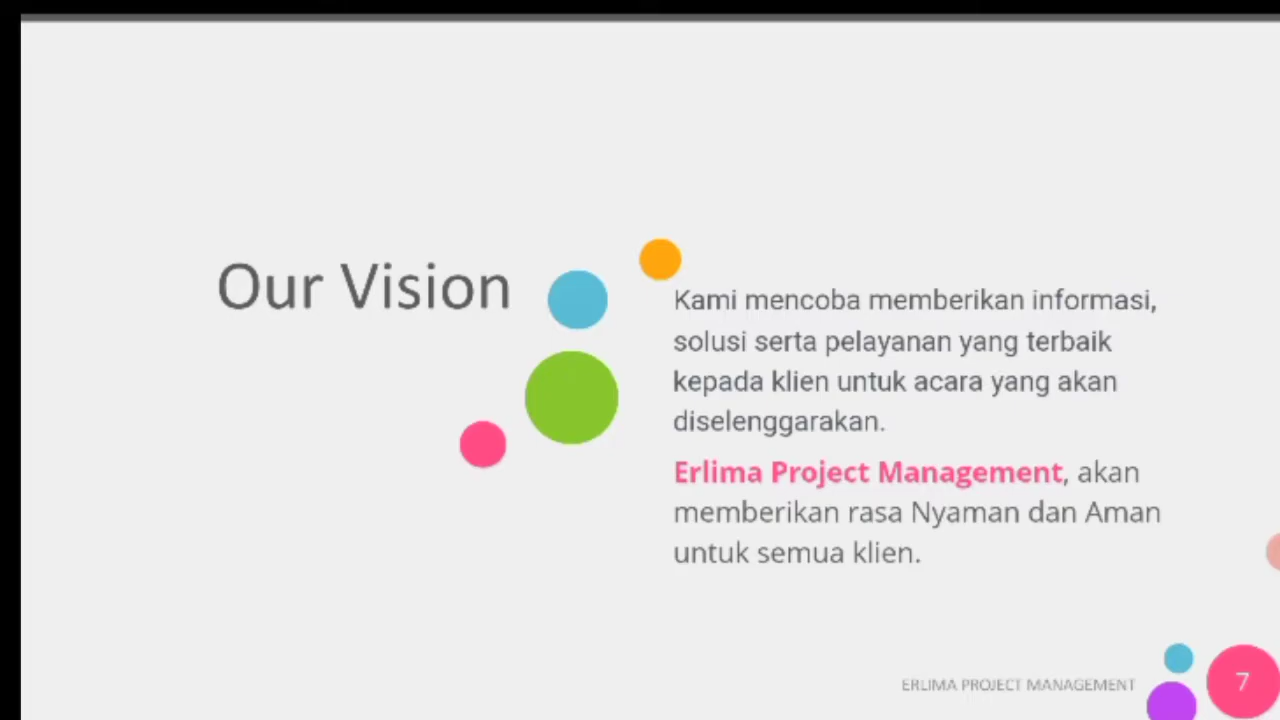 Our Vision
Kami mencoba memberikan informasi,
solusi serta pelayanan yang terbaik
kepada klien untuk acara yang akan
diselenggarakan.
Erlima Project Management, akan
memberikan rasa Nyaman dan Aman
untuk semua klien.
ERLIMA PROJECT MANAGEMENT
7